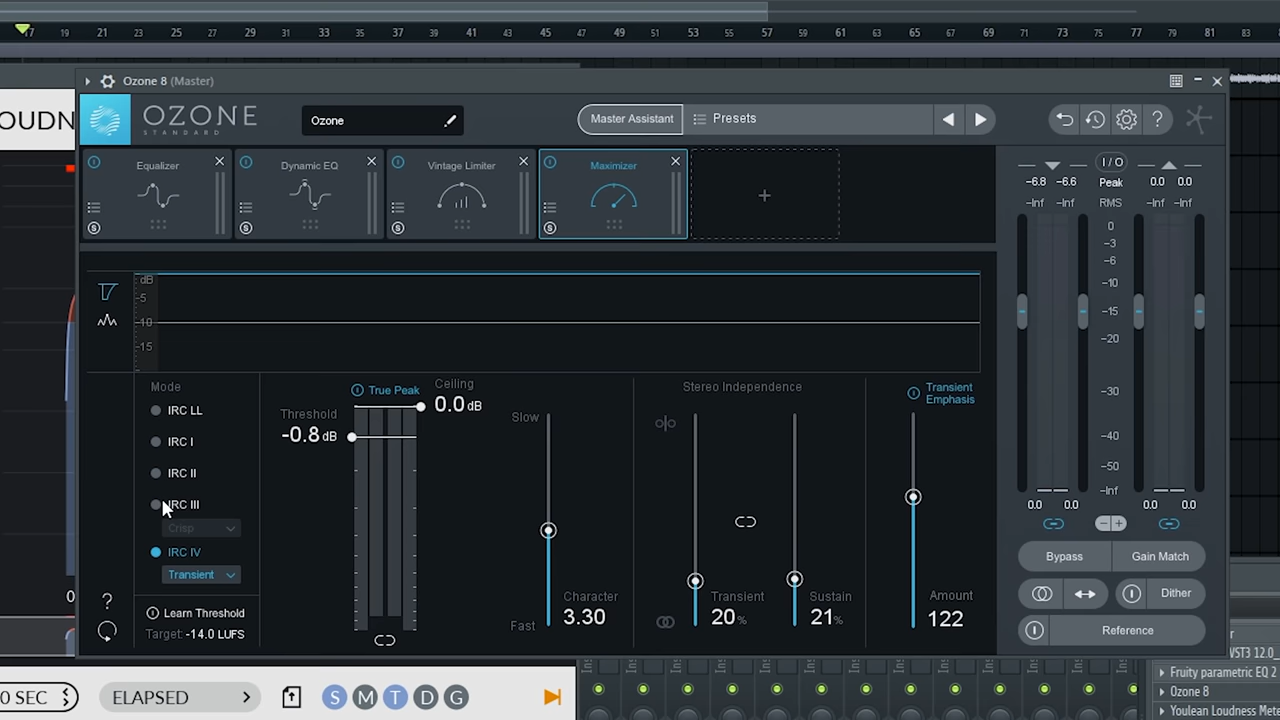 17 19 21 23 25 27 29 31 33 35 37 39 41 43 45 47 49 51 53 55 57 59 61 63 65 67 69 71 73 75 77 79 81 83
Ozone 8 (Master)
OUDN
OZONE
STANDARD
Ozone
Master Assistant
Presets
Equalizer
Dynamic EQ
Vintage Limiter
Maximizer
+
S
S
S
S
I/O
-6.8 -6.6 Peak 0.0 0.0
-Inf -Inf RMS -Inf -Inf
0
-3
-6
-10
-15
-20
-30
-40
-50
-Inf
0.0 0.0 0.0 0.0
dB
-5
-10
-15
Mode
IRC LL
IRC I
IRC II
IRC III
Crisp
IRC IV
Transient
Learn Threshold
Target: -14.0 LUFS
?
True Peak
Ceiling
0.0 dB
Threshold
-0.8 dB
Slow
Fast
Character
3.30
Stereo Independence
Transient
20%
Sustain
21%
Transient
Emphasis
Amount
122
Bypass
Gain Match
Dither
Reference
0 SEC
ELAPSED
S M T D G
VST3 12.0
Fruity parametric EQ 2
Ozone 8
Youlean Loudness Mete